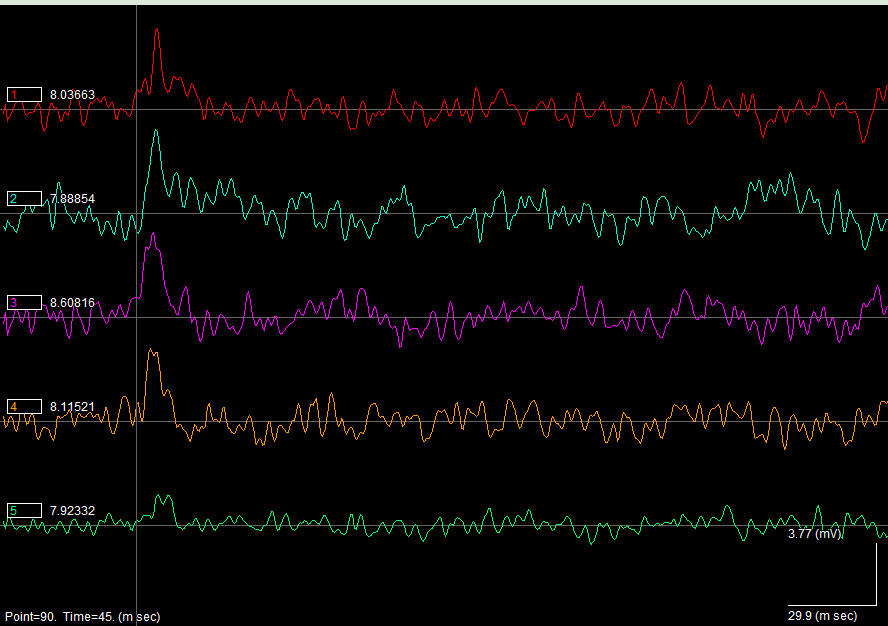 1 8.03663
2 7.88854
3 8.60816
4 8.11521
5 7.92332
3.77 (mV)
Point=90. Time=45. (m sec)
29.9 (m sec)